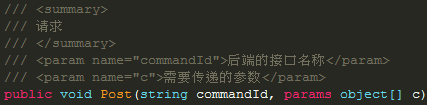 /// <summary>
/// 请求
/// </summary>
/// <param name="commandId">后端的接口名称</param>
/// <param name="c">需要传递的参数</param>
public void Post(string commandId, params object[] c)